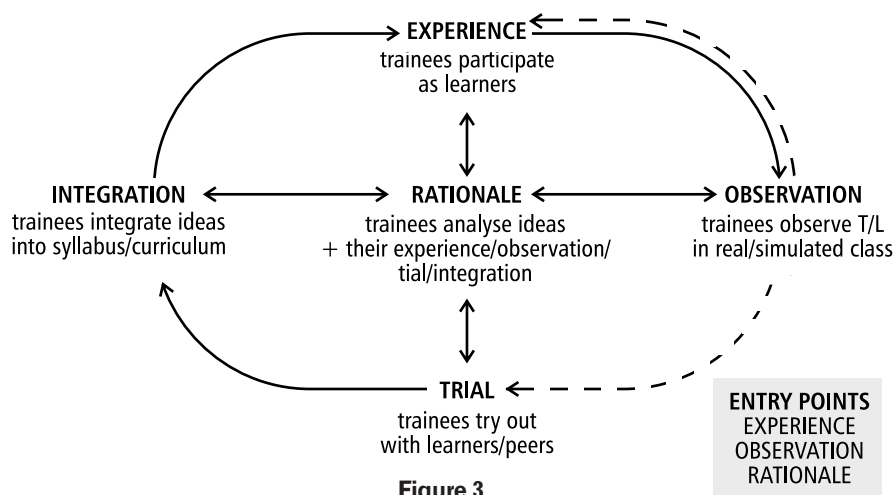 EXPERIENCE
trainees participate
as learners
INTEGRATION
trainees integrate ideas
into syllabus/curriculum
RATIONALE
trainees analyse ideas
+ their experience/observation/
tial/integration
OBSERVATION
trainees observe T/L
in real/simulated class
TRIAL
trainees try out
with learners/peers
ENTRY POINTS
EXPERIENCE
OBSERVATION
RATIONALE
Figure 3